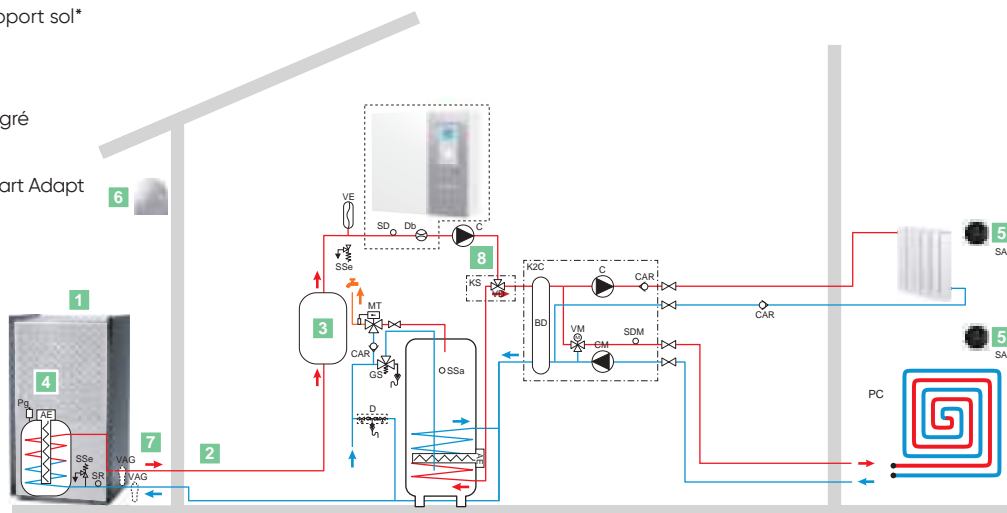 pport sol*
gré
art Adapt
6
VE
SD
Db
C
SSe
8
KS
K2C
C
CAR
5
SA
1
MT
BD
CAR
3
VM
SDM
5
SA
CAR
GS
SSa
CM
4
Pg
AE
D
PC
7
2
SSe
VAG
SR
VAG
AE